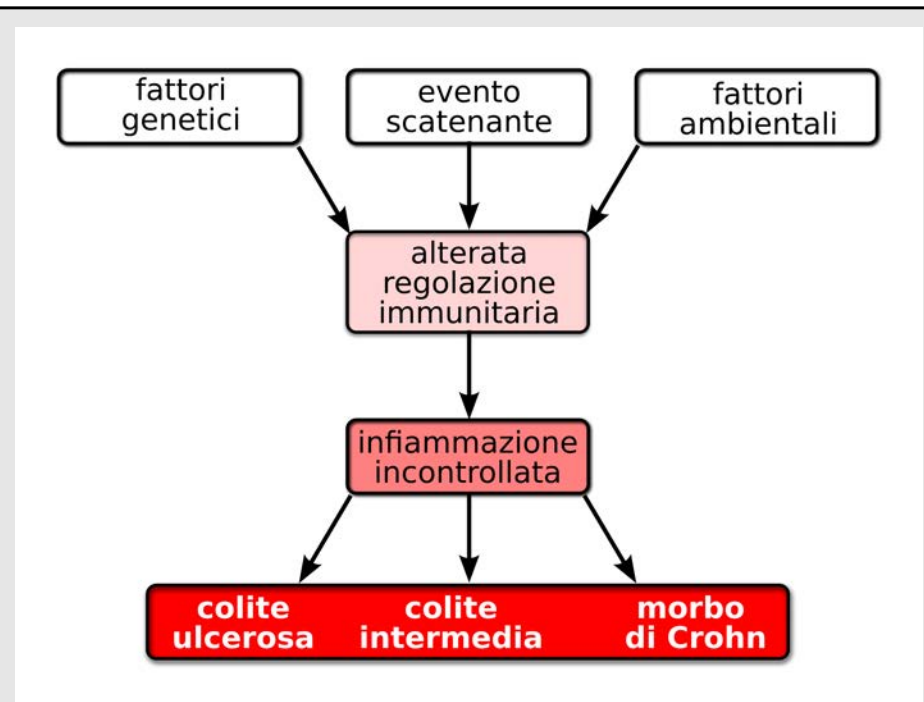 fattori
genetici
evento
scatenante
fattori
ambientali
alterata
regolazione
immunitaria
infiammazione
incontrollata
colite
ulcerosa
colite
intermedia
morbo
di Crohn